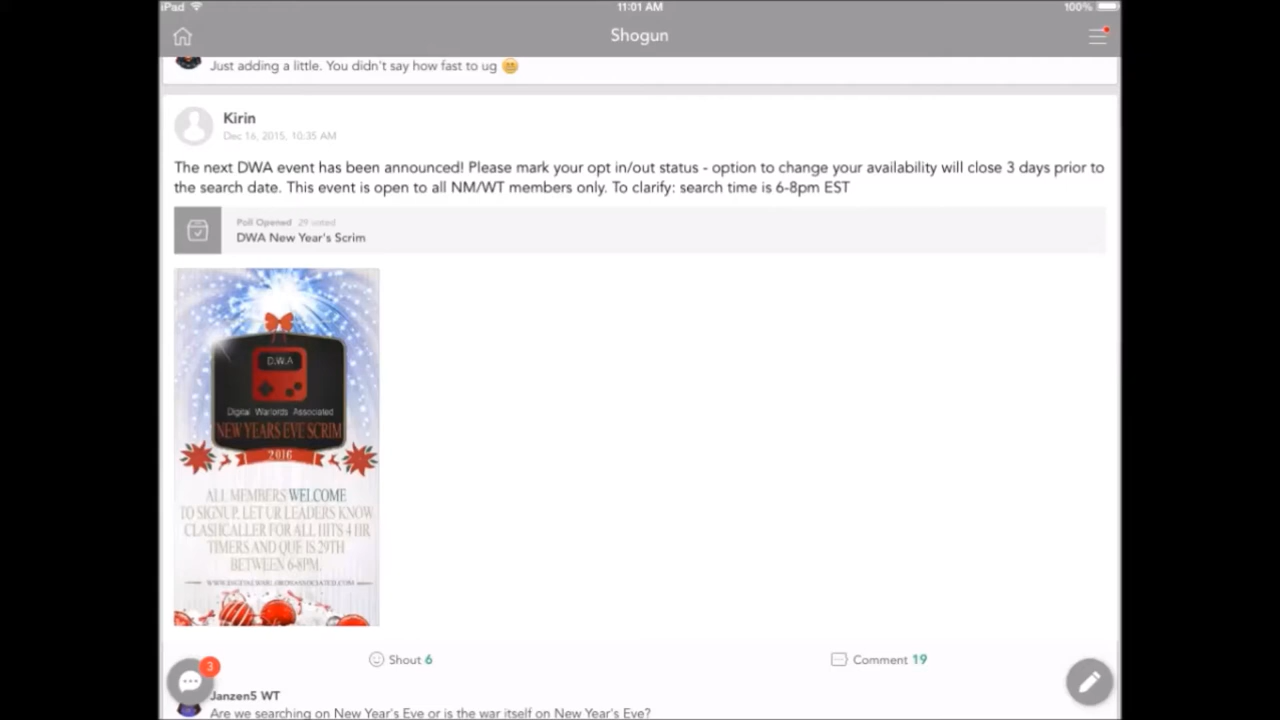 iPad
11:01 AM
100%
Shogun
Just adding a little. You didn't say how fast to ug 😁
Kirin
Dec 16, 2015, 10:35 AM
The next DWA event has been announced! Please mark your opt in/out status - option to change your availability will close 3 days prior to
the search date. This event is open to all NM/WT members only. To clarify: search time is 6-8pm EST
Poll Opened 29 voted
DWA New Year's Scrim
D.W.A
Digital Warlords Associated
NEW YEARS EVE SCRIM
2016
ALL MEMBERS WELCOME
TO SIGNUP. LET UR LEADERS KNOW
CLASHCALLER FOR ALL HITS 4 HR
TIMERS AND QUE IS 29TH
BETWEEN 6-8PM.
Shout 6
Comment 19
3
Janzen5 WT
Are we searching on New Year's Eve or is the war itself on New Year's Eve?